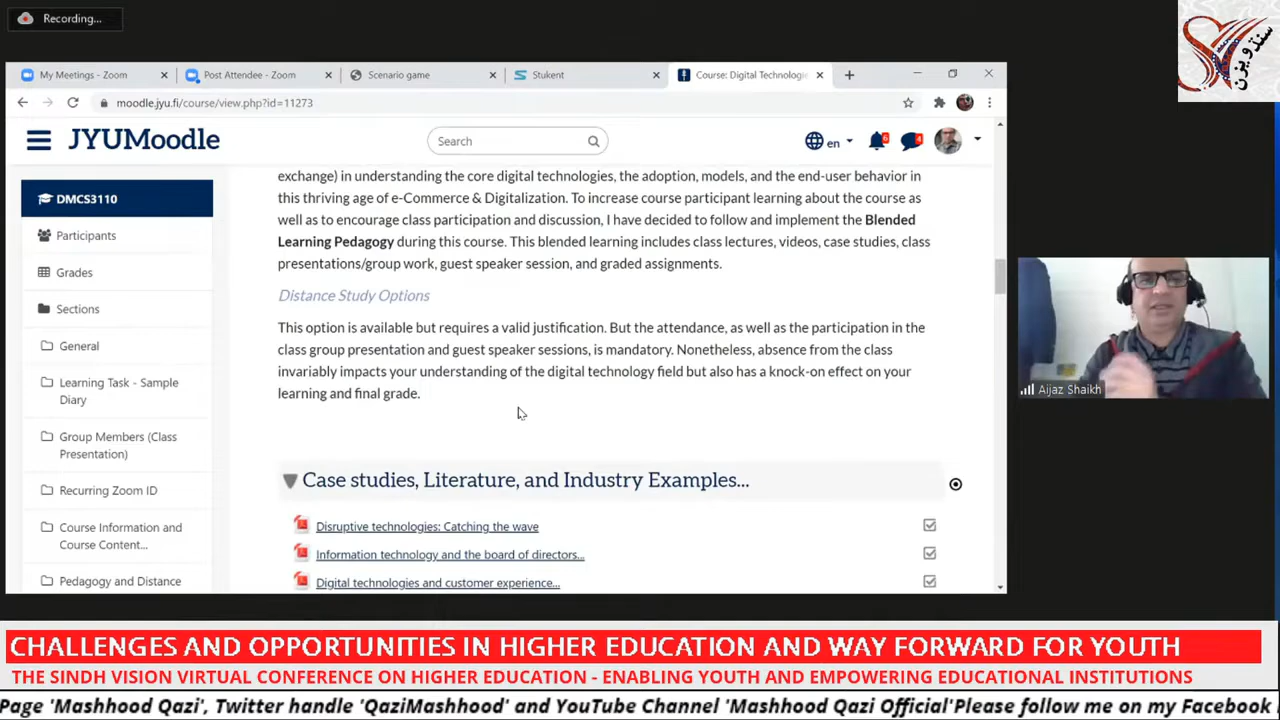 Recording...
سنڌ ويزن
My Meetings - Zoom
Post Attendee - Zoom
Scenario game
Stukent
Course: Digital Technologie
moodle.jyu.fi/course/view.php?id=11273
JYUMoodle
Search
en
6
4
DMCS3110
Participants
Grades
Sections
General
Learning Task - Sample
Diary
Group Members (Class
Presentation)
Recurring Zoom ID
Course Information and
Course Content...
Pedagogy and Distance
exchange) in understanding the core digital technologies, the adoption, models, and the end-user behavior in
this thriving age of e-Commerce & Digitalization. To increase course participant learning about the course as
well as to encourage class participation and discussion, I have decided to follow and implement the Blended
Learning Pedagogy during this course. This blended learning includes class lectures, videos, case studies, class
presentations/group work, guest speaker session, and graded assignments.
Distance Study Options
This option is available but requires a valid justification. But the attendance, as well as the participation in the
class group presentation and guest speaker sessions, is mandatory. Nonetheless, absence from the class
invariably impacts your understanding of the digital technology field but also has a knock-on effect on your
learning and final grade.
Case studies, Literature, and Industry Examples...
Disruptive technologies: Catching the wave
Information technology and the board of directors...
Digital technologies and customer experience...
Aijaz Shaikh
CHALLENGES AND OPPORTUNITIES IN HIGHER EDUCATION AND WAY FORWARD FOR YOUTH
THE SINDH VISION VIRTUAL CONFERENCE ON HIGHER EDUCATION - ENABLING YOUTH AND EMPOWERING EDUCATIONAL INSTITUTIONS
Page 'Mashhood Qazi', Twitter handle 'QaziMashhood' and YouTube Channel 'Mashhood Qazi Official'Please follow me on my Facebook